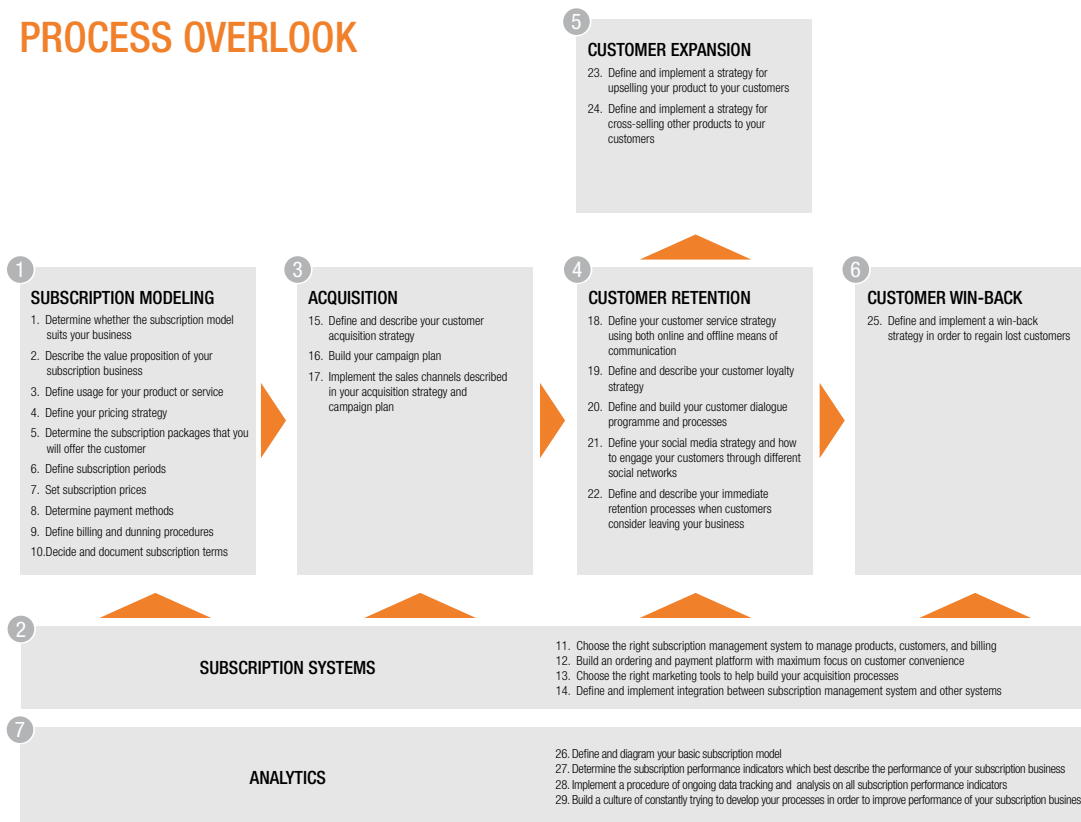 PROCESS OVERLOOK
5
CUSTOMER EXPANSION
23. Define and implement a strategy for
upselling your product to your customers
24. Define and implement a strategy for
cross-selling other products to your
customers
1
SUBSCRIPTION MODELING
1. Determine whether the subscription model
suits your business
2. Describe the value proposition of your
subscription business
3. Define usage for your product or service
4. Define your pricing strategy
5. Determine the subscription packages that you
will offer the customer
6. Define subscription periods
7. Set subscription prices
8. Determine payment methods
9. Define billing and dunning procedures
10.Decide and document subscription terms
3
ACQUISITION
15. Define and describe your customer
acquisition strategy
16. Build your campaign plan
17. Implement the sales channels described
in your acquisition strategy and
campaign plan
4
CUSTOMER RETENTION
18. Define your customer service strategy
using both online and offline means of
communication
19. Define and describe your customer loyalty
strategy
20. Define and build your customer dialogue
programme and processes
21. Define your social media strategy and how
to engage your customers through different
social networks
22. Define and describe your immediate
retention processes when customers
consider leaving your business
6
CUSTOMER WIN-BACK
25. Define and implement a win-back
strategy in order to regain lost customers
2
SUBSCRIPTION SYSTEMS
11. Choose the right subscription management system to manage products, customers, and billing
12. Build an ordering and payment platform with maximum focus on customer convenience
13. Choose the right marketing tools to help build your acquisition processes
14. Define and implement integration between subscription management system and other systems
7
ANALYTICS
26. Define and diagram your basic subscription model
27. Determine the subscription performance indicators which best describe the performance of your subscription business
28. Implement a procedure of ongoing data tracking and analysis on all subscription performance indicators
29. Build a culture of constantly trying to develop your processes in order to improve performance of your subscription busines